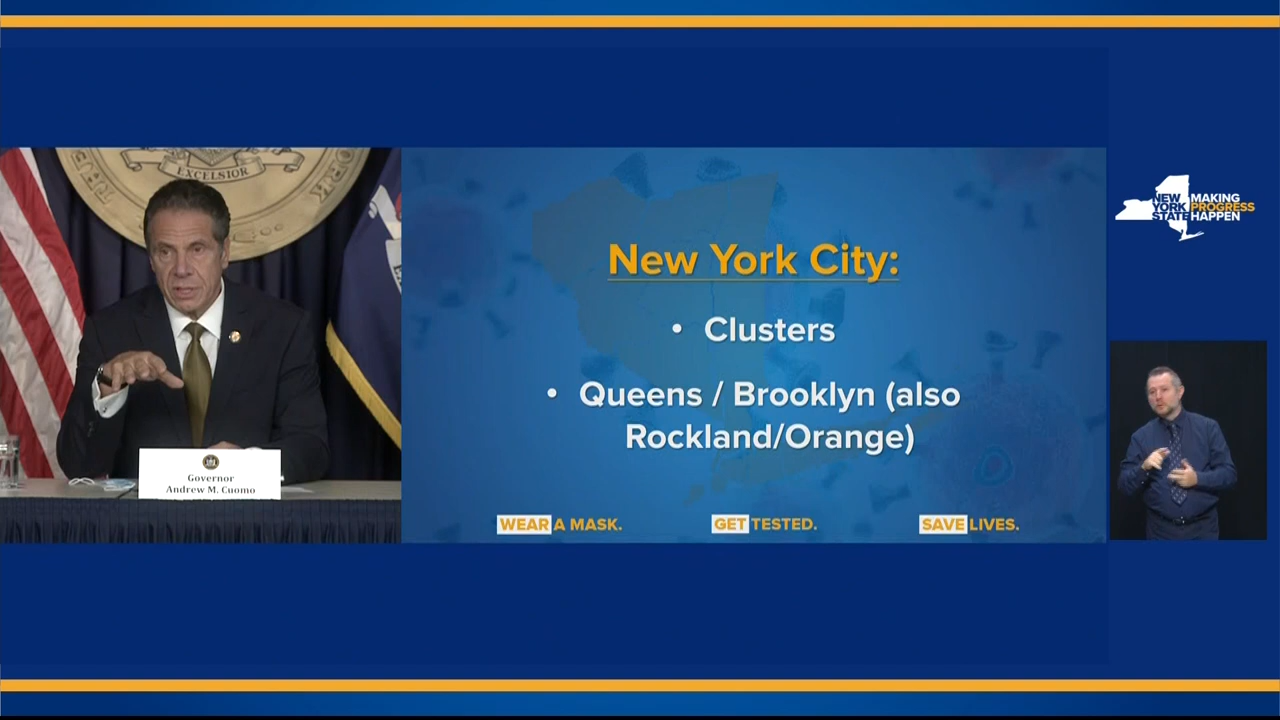 EXCELSIOR
Governor
Andrew M. Cuomo
New York City:
• Clusters
• Queens / Brooklyn (also
Rockland/Orange)
WEAR A MASK. GET TESTED. SAVE LIVES.
NEW YORK STATE
MAKING PROGRESS HAPPEN